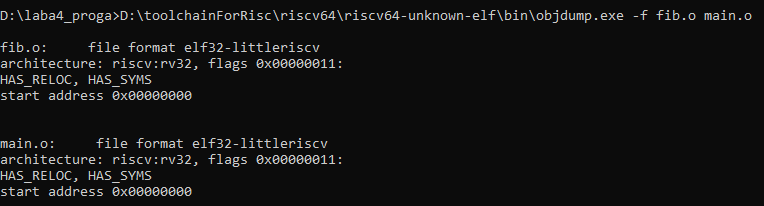 D:\laba4_proga>D:\toolchainForRisc\riscv64\riscv64-unknown-elf\bin\objdump.exe -f fib.o main.o
fib.o:     file format elf32-littleriscv
architecture: riscv:rv32, flags 0x00000011:
HAS_RELOC, HAS_SYMS
start address 0x00000000
main.o:     file format elf32-littleriscv
architecture: riscv:rv32, flags 0x00000011:
HAS_RELOC, HAS_SYMS
start address 0x00000000